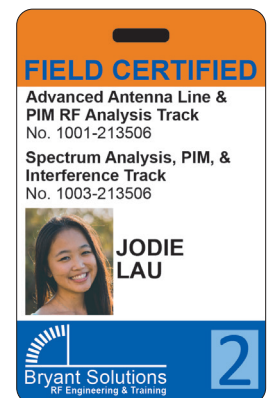 FIELD CERTIFIED
Advanced Antenna Line &
PIM RF Analysis Track
No. 1001-213506
Spectrum Analysis, PIM, &
Interference Track
No. 1003-213506
JODIE
LAU
Bryant Solutions
RF Engineering & Training
2